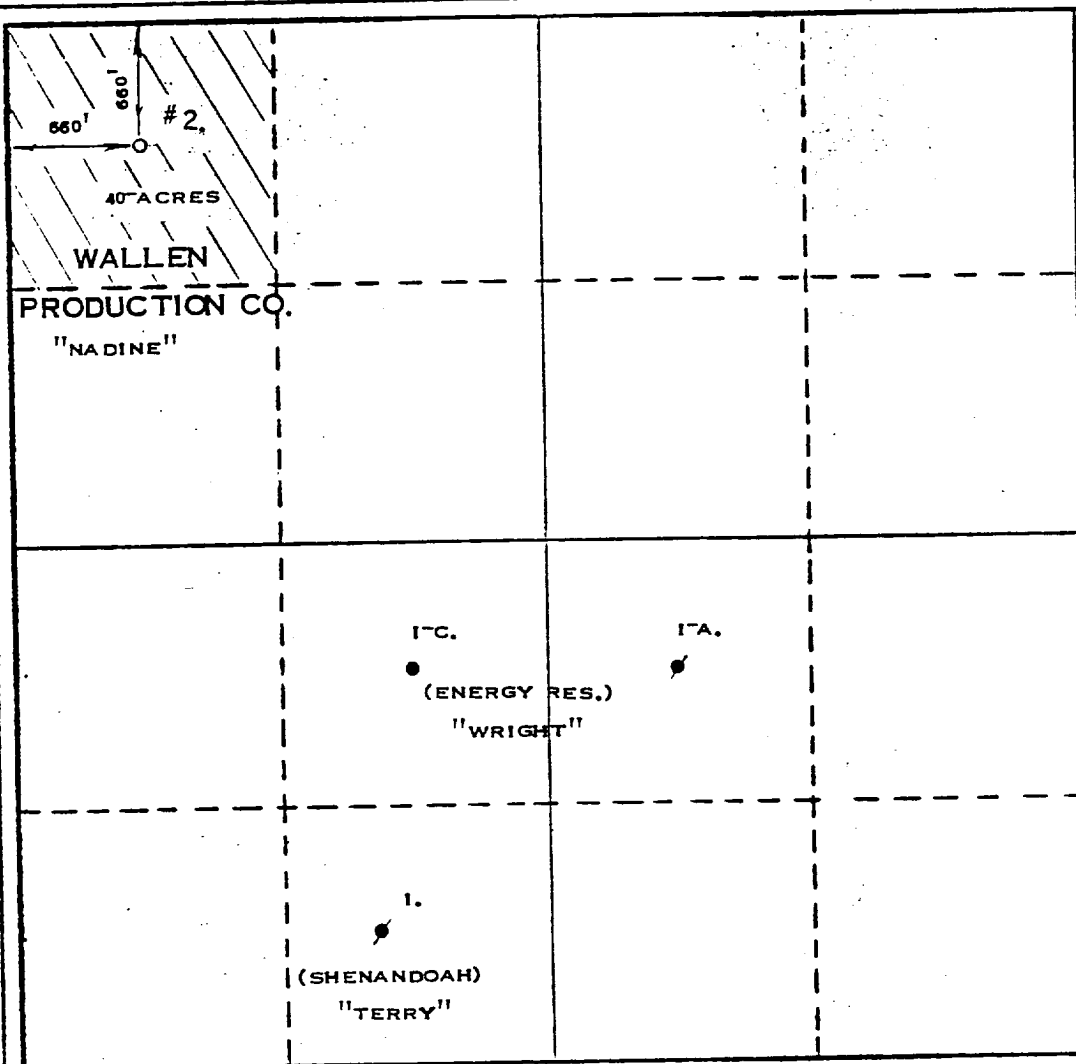 660'
660'
#2.
40-ACRES
WALLEN
PRODUCTION CO.
"NADINE"
1-C.
1-A.
(ENERGY RES.)
"WRIGHT"
1.
(SHENANDOAH)
"TERRY"